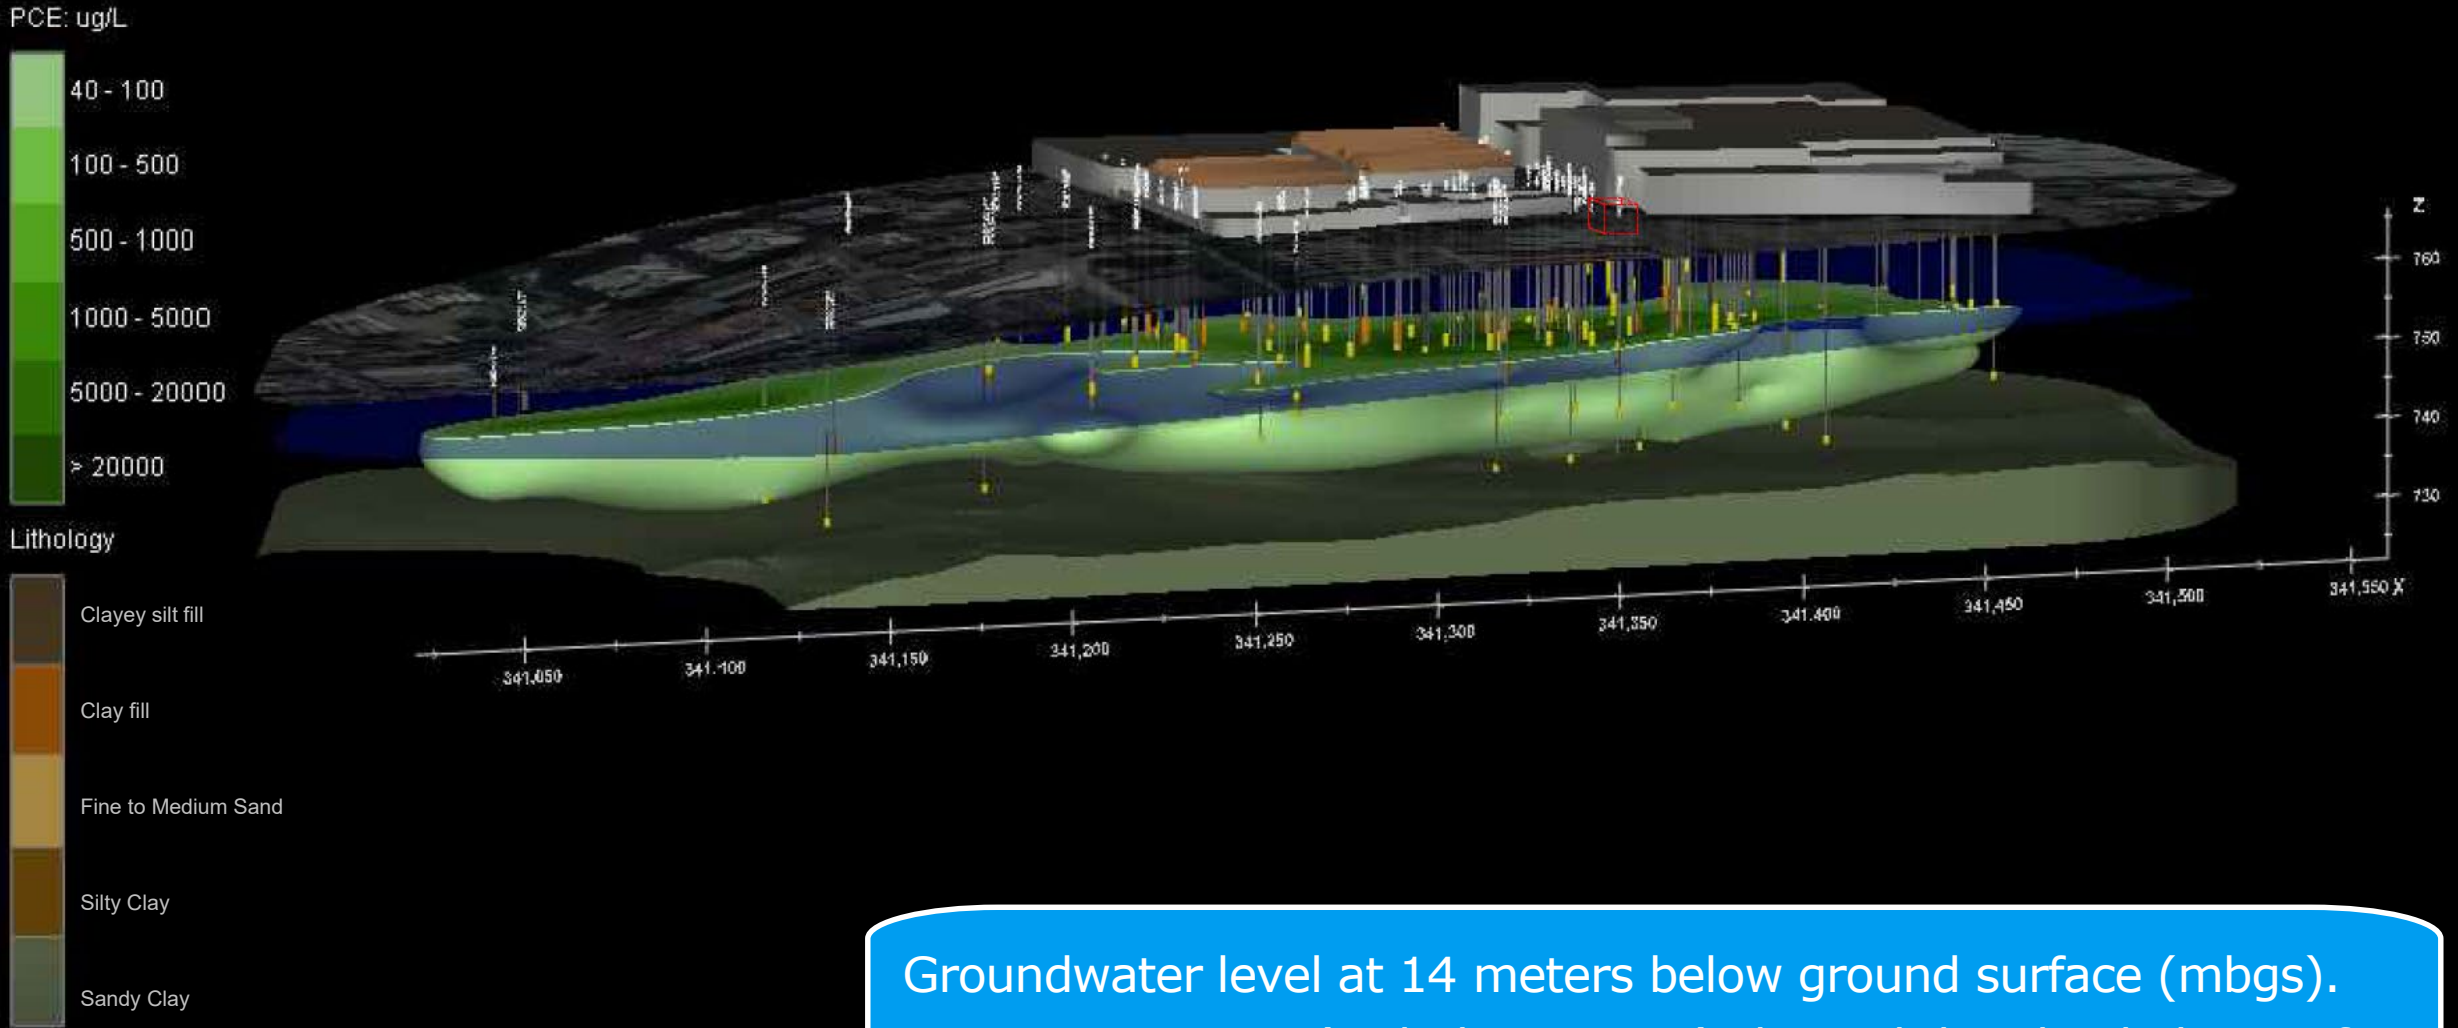 PCE: ug/L
40 - 100
100 - 500
500 - 1000
1000 - 5000
5000 - 20000
> 20000
Lithology
Clayey silt fill
Clay fill
Fine to Medium Sand
Silty Clay
Sandy Clay
Z
760
750
740
730
341,050
341,100
341,150
341,200
341,250
341,300
341,350
341,400
341,450
341,500
341,550 X
Groundwater level at 14 meters below ground surface (mbgs).